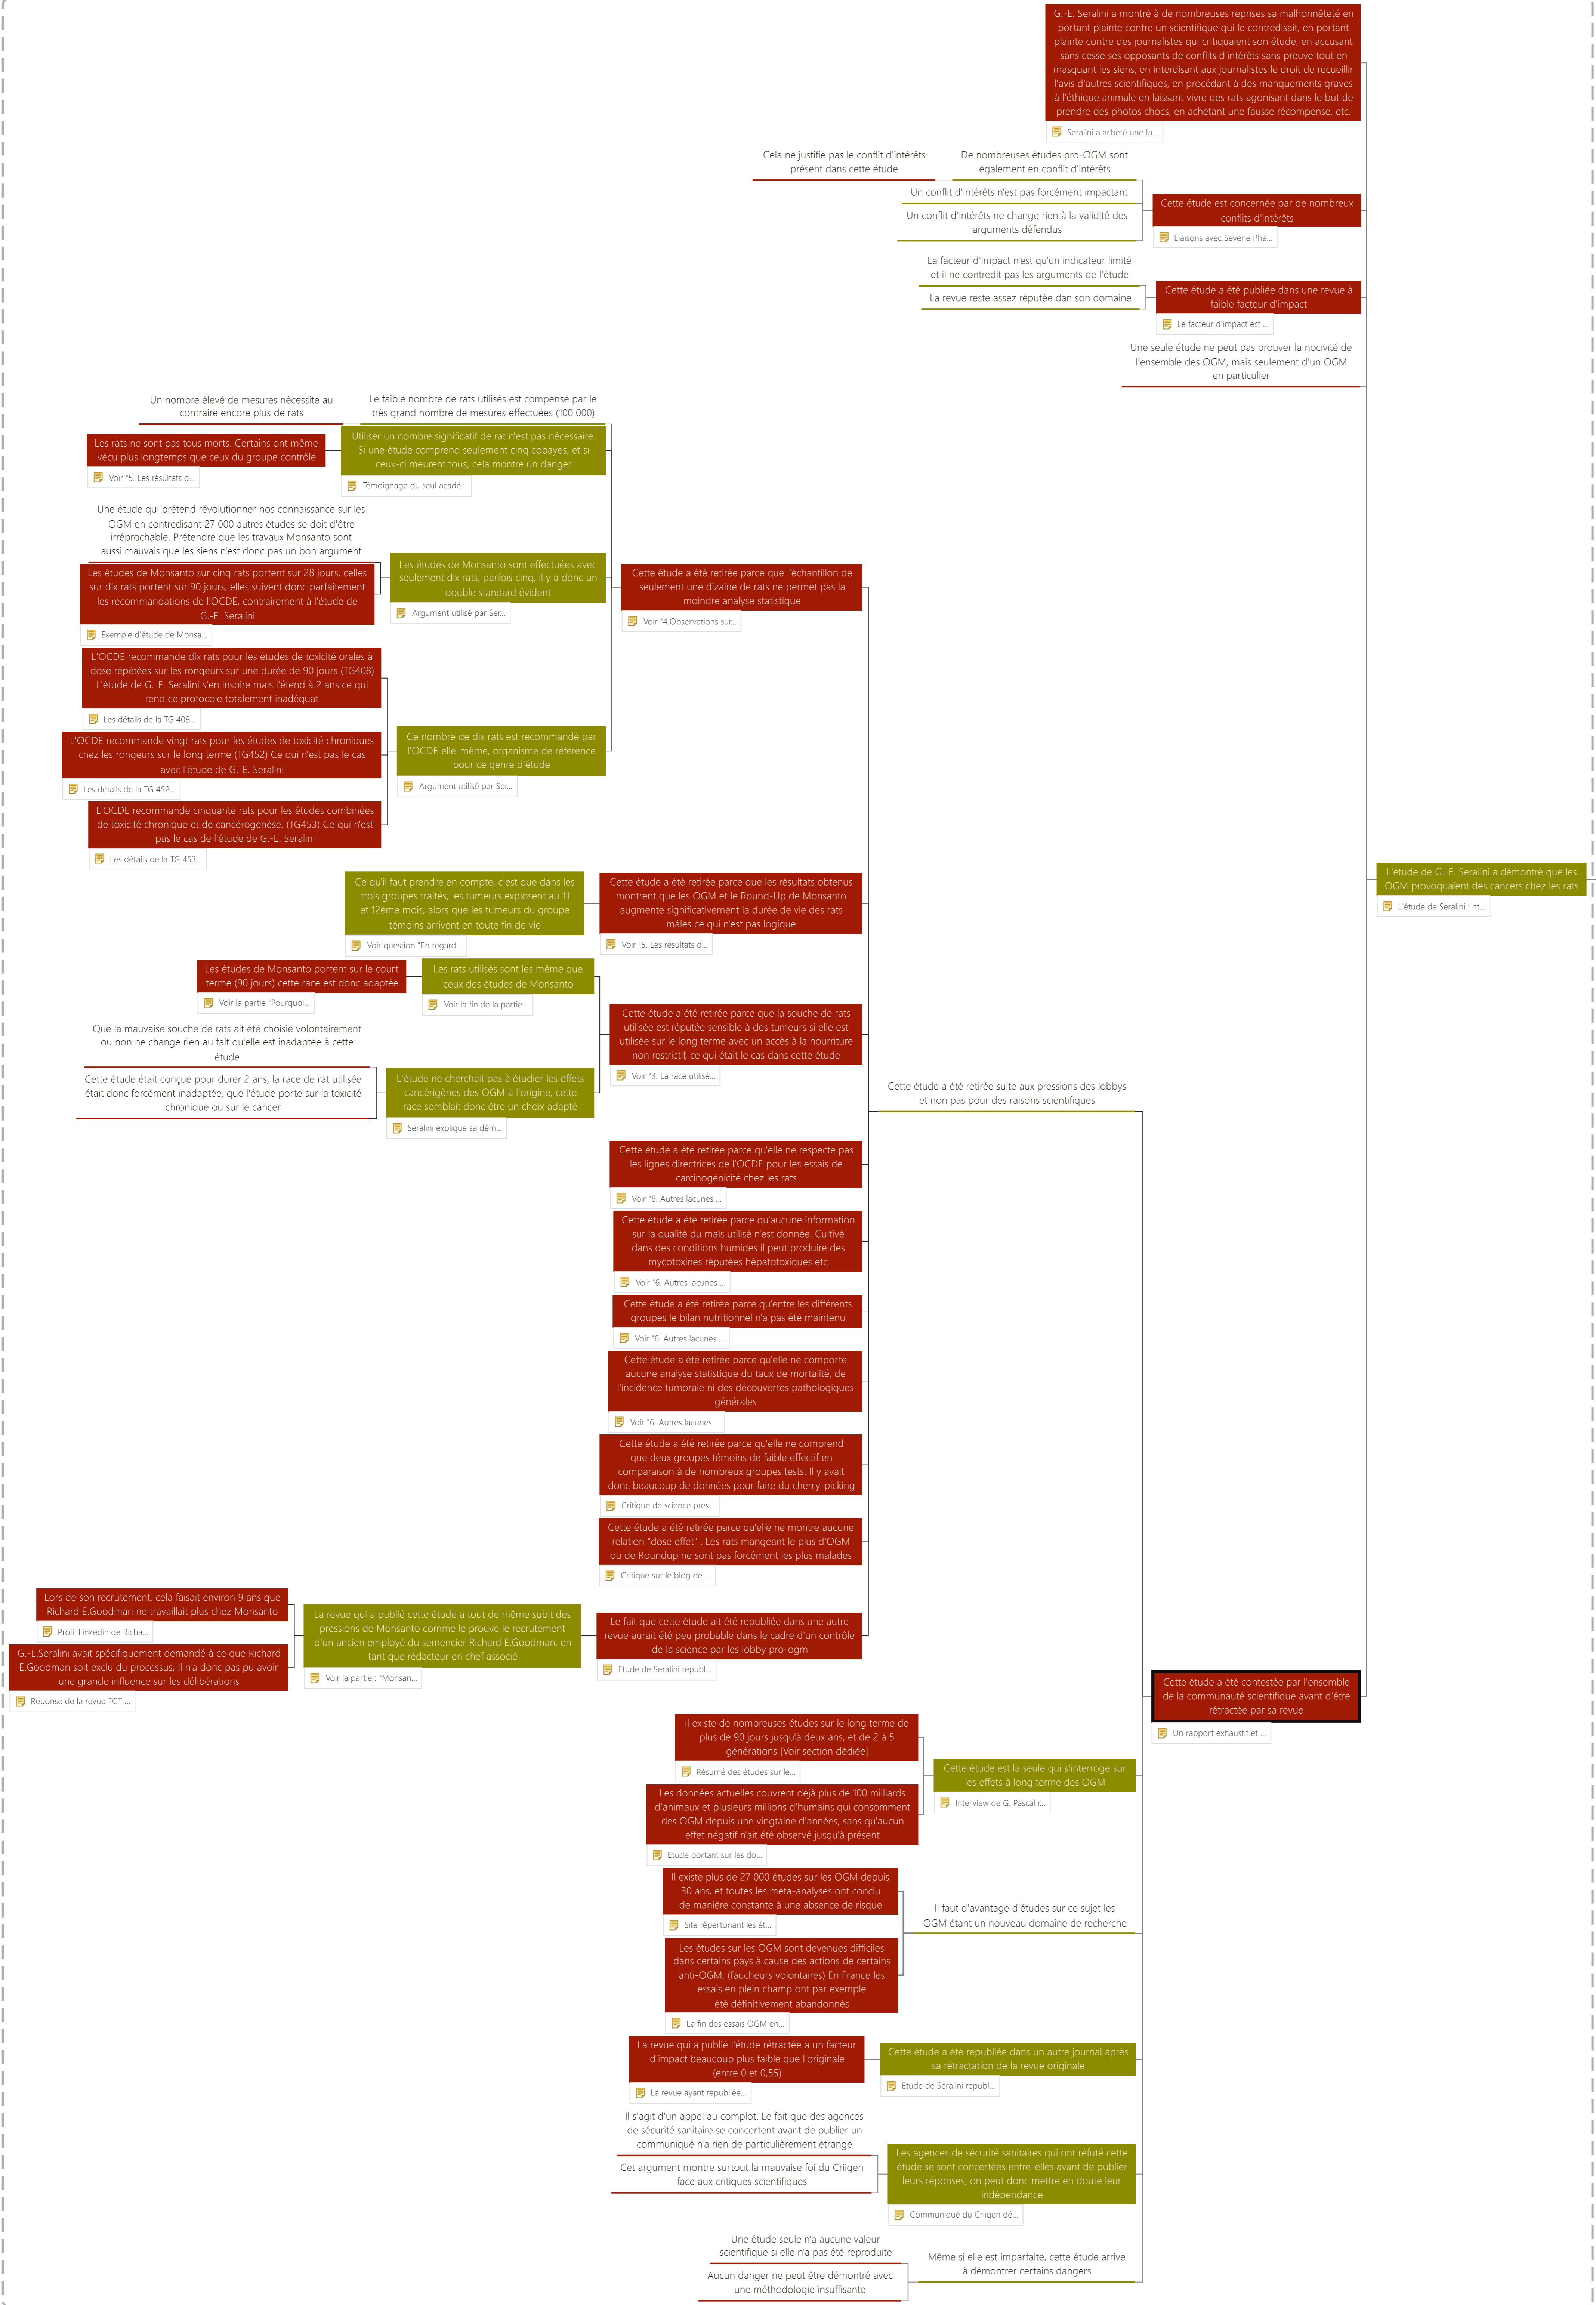 G.-E. Seralini a montré à de nombreuses reprises sa malhonnêteté en
portant plainte contre un scientifique qui le contredisait, en portant
plainte contre des journalistes qui critiquaient son étude, en accusant
sans cesse ses opposants de conflits d'intérêts sans preuve tout en
masquant les siens, en interdisant aux journalistes le droit de recueillir
l'avis d'autres scientifiques, en procédant à des manquements graves
à l'éthique animale en laissant vivre des rats agonisant dans le but de
prendre des photos chocs, en achetant une fausse récompense, etc.
Seralini a acheté une fa...
Cela ne justifie pas le conflit d'intérêts
présent dans cette étude
De nombreuses études pro-OGM sont
également en conflit d'intérêts
Un conflit d'intérêts n'est pas forcément impactant
Un conflit d'intérêts ne change rien à la validité des
arguments défendus
Cette étude est concernée par de nombreux
conflits d'intérêts
Liaisons avec Sevene Pha...
La facteur d'impact n'est qu'un indicateur limité
et il ne contredit pas les arguments de l'étude
La revue reste assez réputée dan son domaine
Cette étude a été publiée dans une revue à
faible facteur d'impact
Le facteur d'impact est ...
Une seule étude ne peut pas prouver la nocivité de
l'ensemble des OGM, mais seulement d'un OGM
en particulier
Un nombre élevé de mesures nécessite au
contraire encore plus de rats
Le faible nombre de rats utilisés est compensé par le
très grand nombre de mesures effectuées (100 000)
Les rats ne sont pas tous morts. Certains ont même
vécu plus longtemps que ceux du groupe contrôle
Voir "5. Les résultats d...
Utiliser un nombre significatif de rat n'est pas nécessaire.
Si une étude comprend seulement cinq cobayes, et si
ceux-ci meurent tous, cela montre un danger
Témoignage du seul acadé...
Une étude qui prétend révolutionner nos connaissance sur les
OGM en contredisant 27 000 autres études se doit d'être
irréprochable. Prétendre que les travaux Monsanto sont
aussi mauvais que les siens n'est donc pas un bon argument
Les études de Monsanto sur cinq rats portent sur 28 jours, celles
sur dix rats portent sur 90 jours, elles suivent donc parfaitement
les recommandations de l'OCDE, contrairement à l'étude de
G.-E. Seralini
Exemple d'étude de Monsa...
Les études de Monsanto sont effectuées avec
seulement dix rats, parfois cinq, il y a donc un
double standard évident
Argument utilisé par Ser...
Cette étude a été retirée parce que l'échantillon de
seulement une dizaine de rats ne permet pas la
moindre analyse statistique
Voir "4.Observations sur...
L'OCDE recommande dix rats pour les études de toxicité orales à
dose répétées sur les rongeurs sur une durée de 90 jours (TG408)
L'étude de G.-E. Seralini s'en inspire mais l'étend à 2 ans ce qui
rend ce protocole totalement inadéquat
Les détails de la TG 408...
L'OCDE recommande vingt rats pour les études de toxicité chroniques
chez les rongeurs sur le long terme (TG452) Ce qui n'est pas le cas
avec l'étude de G.-E. Seralini
Les détails de la TG 452...
L'OCDE recommande cinquante rats pour les études combinées
de toxicité chronique et de cancérogenèse. (TG453) Ce qui n'est
pas le cas de l'étude de G.-E. Seralini
Les détails de la TG 453...
Ce nombre de dix rats est recommandé par
l'OCDE elle-même, organisme de référence
pour ce genre d'étude
Argument utilisé par Ser...
L'étude de G.-E. Seralini a démontré que les
OGM provoquaient des cancers chez les rats
L'étude de Seralini : ht...
Ce qu'il faut prendre en compte, c'est que dans les
trois groupes traités, les tumeurs explosent au 11
et 12ème mois, alors que les tumeurs du groupe
témoins arrivent en toute fin de vie
Voir question "En regard...
Cette étude a été retirée parce que les résultats obtenus
montrent que les OGM et le Round-Up de Monsanto
augmente significativement la durée de vie des rats
mâles ce qui n'est pas logique
Voir "5. Les résultats d...
Les études de Monsanto portent sur le court
terme (90 jours) cette race est donc adaptée
Voir la partie "Pourquoi...
Les rats utilisés sont les même que
ceux des études de Monsanto
Voir la fin de la partie...
Que la mauvaise souche de rats ait été choisie volontairement
ou non ne change rien au fait qu'elle est inadaptée à cette
étude
Cette étude était conçue pour durer 2 ans, la race de rat utilisée
était donc forcément inadaptée, que l'étude porte sur la toxicité
chronique ou sur le cancer
L'étude ne cherchait pas à étudier les effets
cancérigènes des OGM à l'origine, cette
race semblait donc être un choix adapté
Seralini explique sa dém...
Cette étude a été retirée parce que la souche de rats
utilisée est réputée sensible à des tumeurs si elle est
utilisée sur le long terme avec un accès à la nourriture
non restrictif, ce qui était le cas dans cette étude
Voir "3. La race utilisé...
Cette étude a été retirée suite aux pressions des lobbys
et non pas pour des raisons scientifiques
Cette étude a été retirée parce qu'elle ne respecte pas
les lignes directrices de l'OCDE pour les essais de
carcinogénicité chez les rats
Voir "6. Autres lacunes ...
Cette étude a été retirée parce qu'aucune information
sur la qualité du maïs utilisé n'est donnée. Cultivé
dans des conditions humides il peut produire des
mycotoxines réputées hépatotoxiques etc
Voir "6. Autres lacunes ...
Cette étude a été retirée parce qu'entre les différents
groupes le bilan nutritionnel n'a pas été maintenu
Voir "6. Autres lacunes ...
Cette étude a été retirée parce qu'elle ne comporte
aucune analyse statistique du taux de mortalité, de
l'incidence tumorale ni des découvertes pathologiques
générales
Voir "6. Autres lacunes ...
Cette étude a été retirée parce qu'elle ne comprend
que deux groupes témoins de faible effectif en
comparaison à de nombreux groupes tests. Il y avait
donc beaucoup de données pour faire du cherry-picking
Critique de science pres...
Cette étude a été retirée parce qu'elle ne montre aucune
relation "dose effet" . Les rats mangeant le plus d'OGM
ou de Roundup ne sont pas forcément les plus malades
Critique sur le blog de ...
Lors de son recrutement, cela faisait environ 9 ans que
Richard E.Goodman ne travaillait plus chez Monsanto
Profil Linkedin de Richa...
G.-E.Seralini avait spécifiquement demandé à ce que Richard
E.Goodman soit exclu du processus, Il n'a donc pas pu avoir
une grande influence sur les délibérations
Réponse de la revue FCT ...
La revue qui a publié cette étude a tout de même subit des
pressions de Monsanto comme le prouve le recrutement
d'un ancien employé du semencier Richard E.Goodman, en
tant que rédacteur en chef associé
Voir la partie : "Monsan...
Le fait que cette étude ait été republiée dans une autre
revue aurait été peu probable dans le cadre d'un contrôle
de la science par les lobby pro-ogm
Etude de Seralini republ...
Cette étude a été contestée par l'ensemble
de la communauté scientifique avant d'être
rétractée par sa revue
Un rapport exhaustif et ...
Il existe de nombreuses études sur le long terme de
plus de 90 jours jusqu'à deux ans, et de 2 à 5
générations [Voir section dédiée]
Résumé des études sur le...
Les données actuelles couvrent déjà plus de 100 milliards
d'animaux et plusieurs millions d'humains qui consomment
des OGM depuis une vingtaine d'années, sans qu'aucun
effet négatif n'ait été observé jusqu'à présent
Etude portant sur les do...
Cette étude est la seule qui s'interroge sur
les effets à long terme des OGM
Interview de G. Pascal r...
Il existe plus de 27 000 études sur les OGM depuis
30 ans, et toutes les meta-analyses ont conclu
de manière constante à une absence de risque
Site répertoriant les ét...
Les études sur les OGM sont devenues difficiles
dans certains pays à cause des actions de certains
anti-OGM. (faucheurs volontaires) En France les
essais en plein champ ont par exemple
été définitivement abandonnés
La fin des essais OGM en...
Il faut d'avantage d'études sur ce sujet les
OGM étant un nouveau domaine de recherche
La revue qui a publié l'étude rétractée a un facteur
d'impact beaucoup plus faible que l'originale
(entre 0 et 0,55)
La revue ayant republiée...
Cette étude a été republiée dans un autre journal après
sa rétractation de la revue originale
Etude de Seralini republ...
Il s'agit d'un appel au complot. Le fait que des agences
de sécurité sanitaire se concertent avant de publier un
communiqué n'a rien de particulièrement étrange
Cet argument montre surtout la mauvaise foi du Criigen
face aux critiques scientifiques
Les agences de sécurité sanitaires qui ont réfuté cette
étude se sont concertées entre-elles avant de publier
leurs réponses, on peut donc mettre en doute leur
indépendance
Communiqué du Criigen dé...
Une étude seule n'a aucune valeur
scientifique si elle n'a pas été reproduite
Aucun danger ne peut être démontré avec
une méthodologie insuffisante
Même si elle est imparfaite, cette étude arrive
à démontrer certains dangers